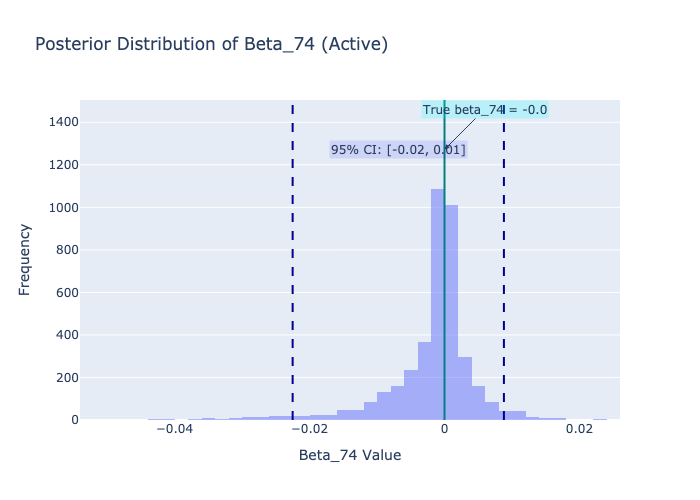 Posterior Distribution of Beta_74 (Active)
True beta_74 = -0.0
95% CI: [-0.02, 0.01]
1400
1200
1000
800
600
400
200
0
Frequency
−0.04
−0.02
0
0.02
Beta_74 Value